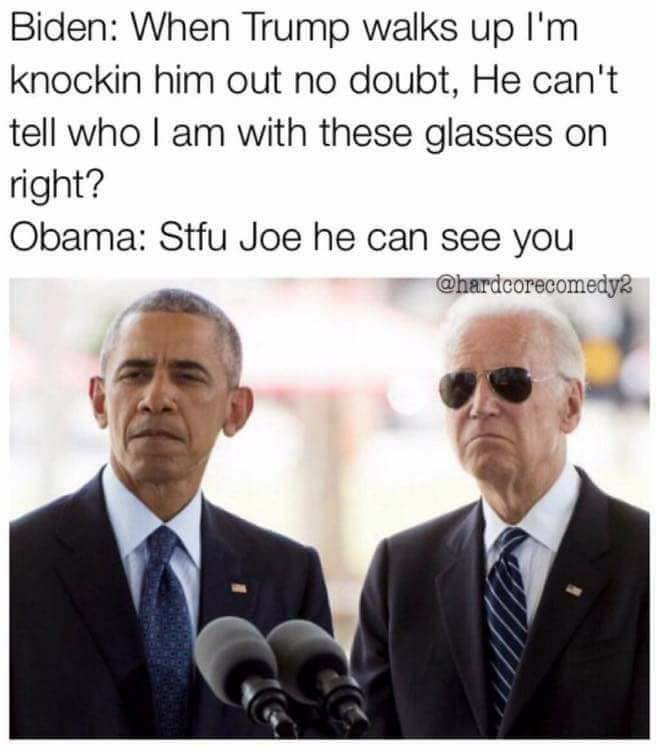 Biden: When Trump walks up I'm
knockin him out no doubt, He can't
tell who I am with these glasses on
right?
Obama: Stfu Joe he can see you
@hardcorecomedy2